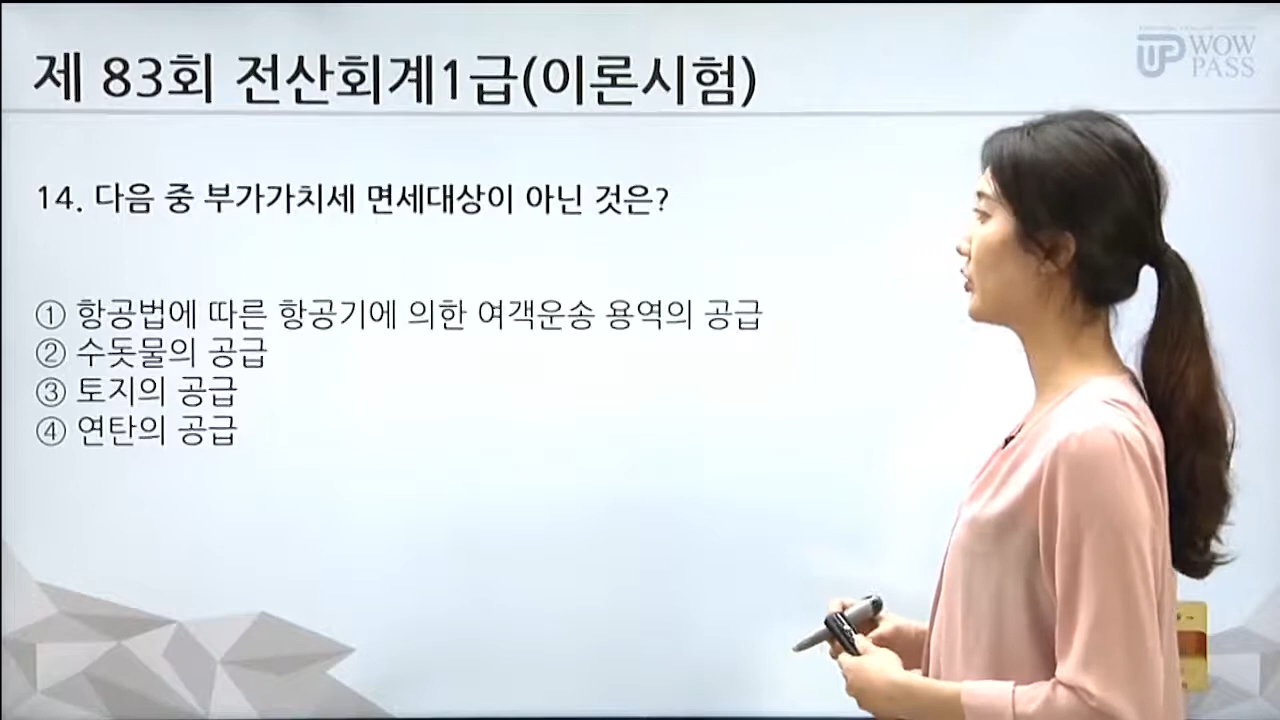 제 83회 전산회계1급(이론시험)
UP WOW
PASS
14. 다음 중 부가가치세 면세대상이 아닌 것은?
① 항공법에 따른 항공기에 의한 여객운송 용역의 공급
② 수돗물의 공급
③ 토지의 공급
④ 연탄의 공급